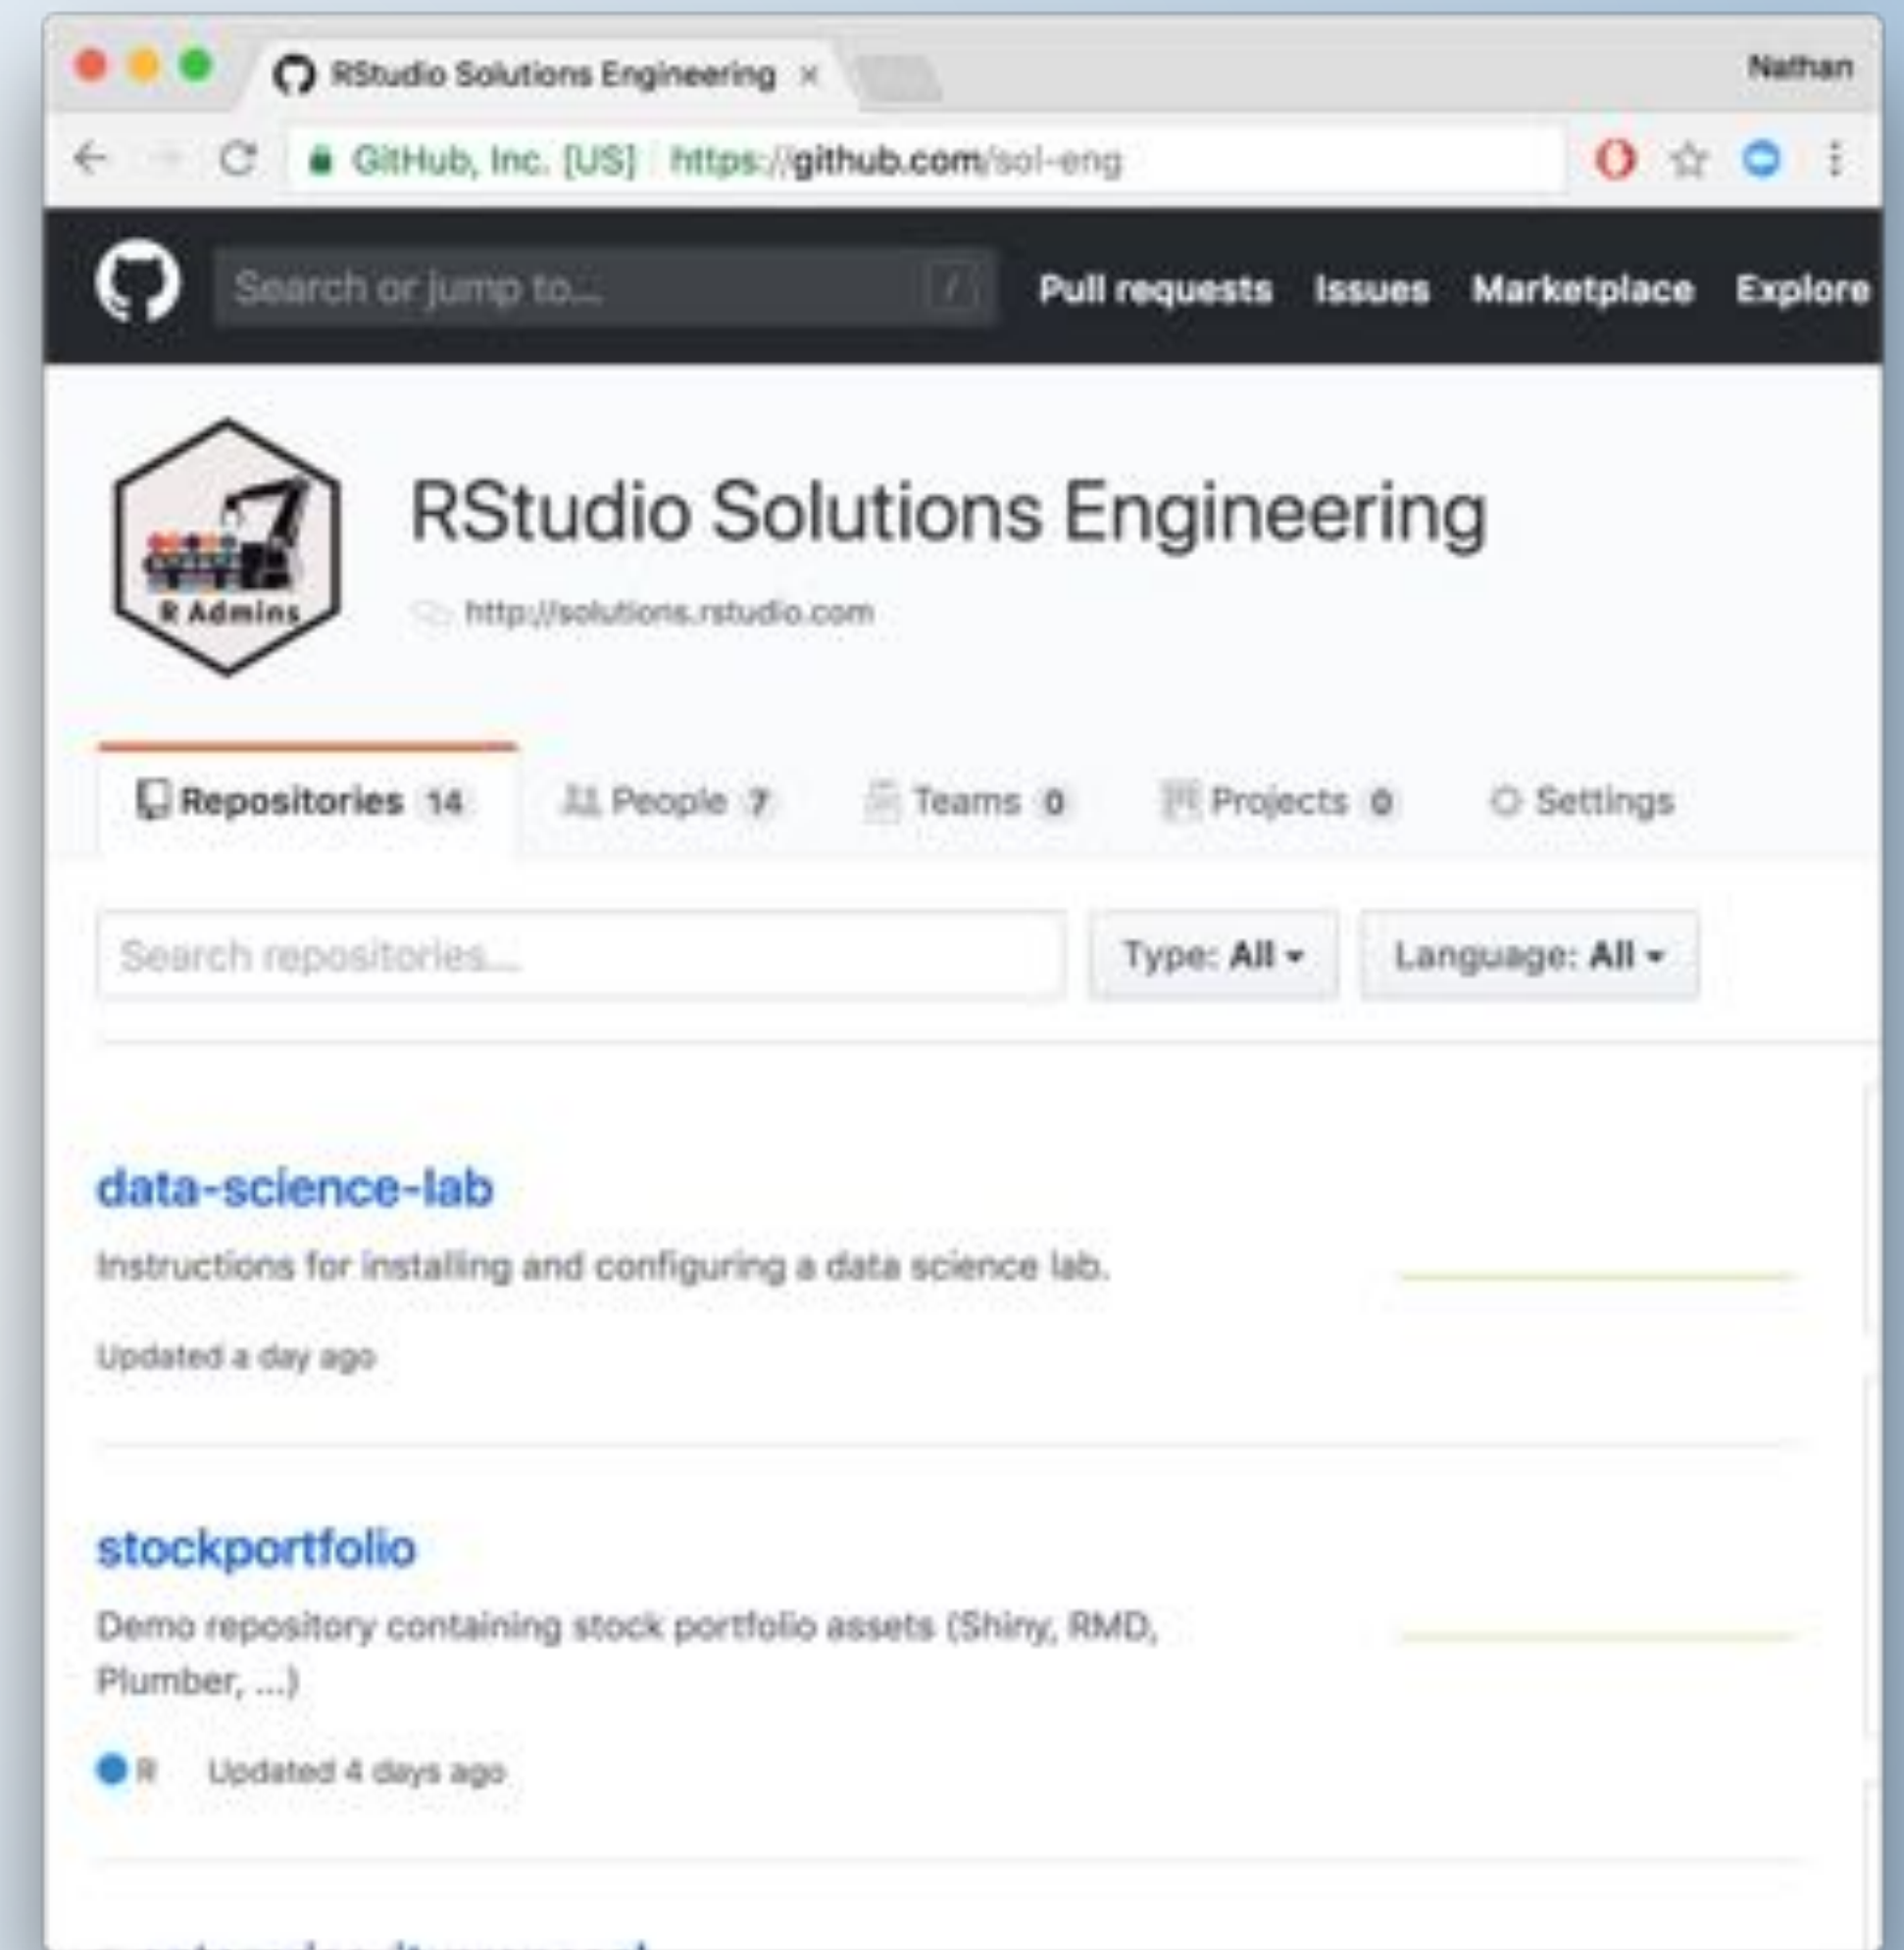 RStudio Solutions Engineering ×
Nathan
GitHub, Inc. [US] https://github.com/sol-eng
Search or jump to... /
Pull requests Issues Marketplace Explore
R Admins
RStudio Solutions Engineering
http://solutions.rstudio.com
Repositories 14 People 7 Teams 0 Projects 0 Settings
Search repositories...
Type: All Language: All
data-science-lab
Instructions for installing and configuring a data science lab.
Updated a day ago
stockportfolio
Demo repository containing stock portfolio assets (Shiny, RMD,
Plumber, ...)
R Updated 4 days ago